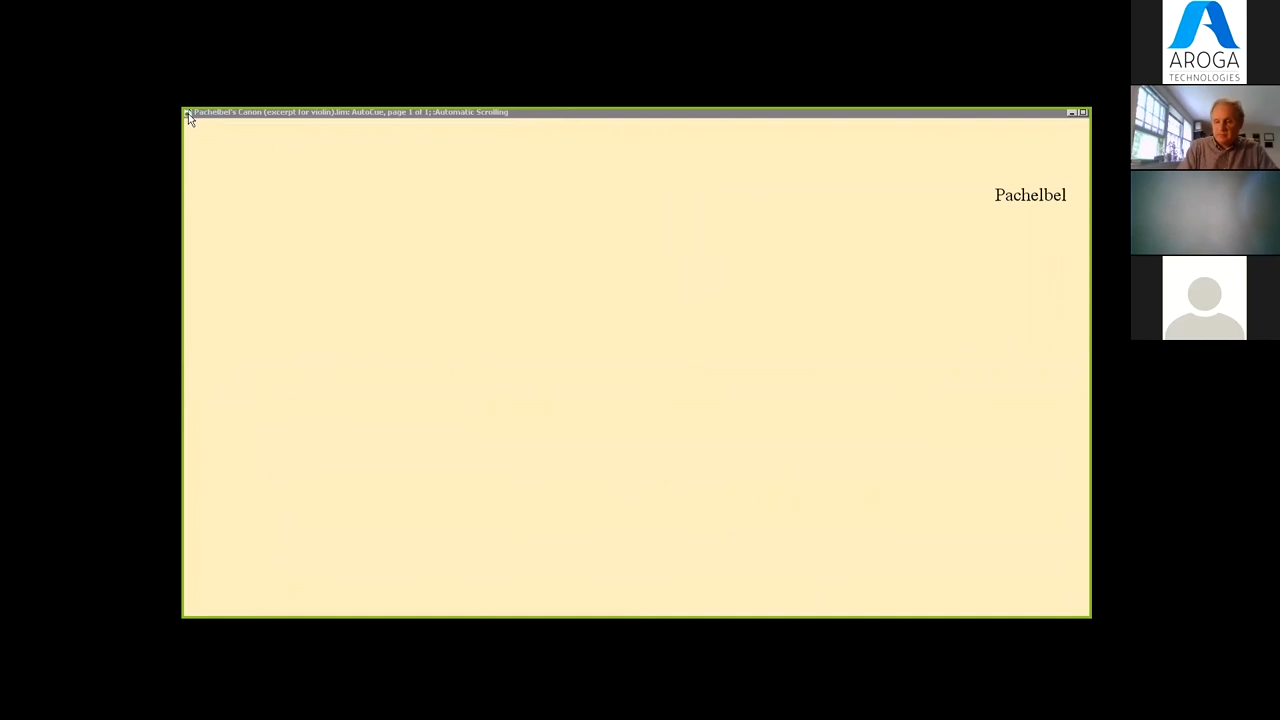 AROGA
TECHNOLOGIES
Pachelbel's Canon (excerpt for violin).lim: AutoCue, page 1 of 1; :Automatic Scrolling
Pachelbel